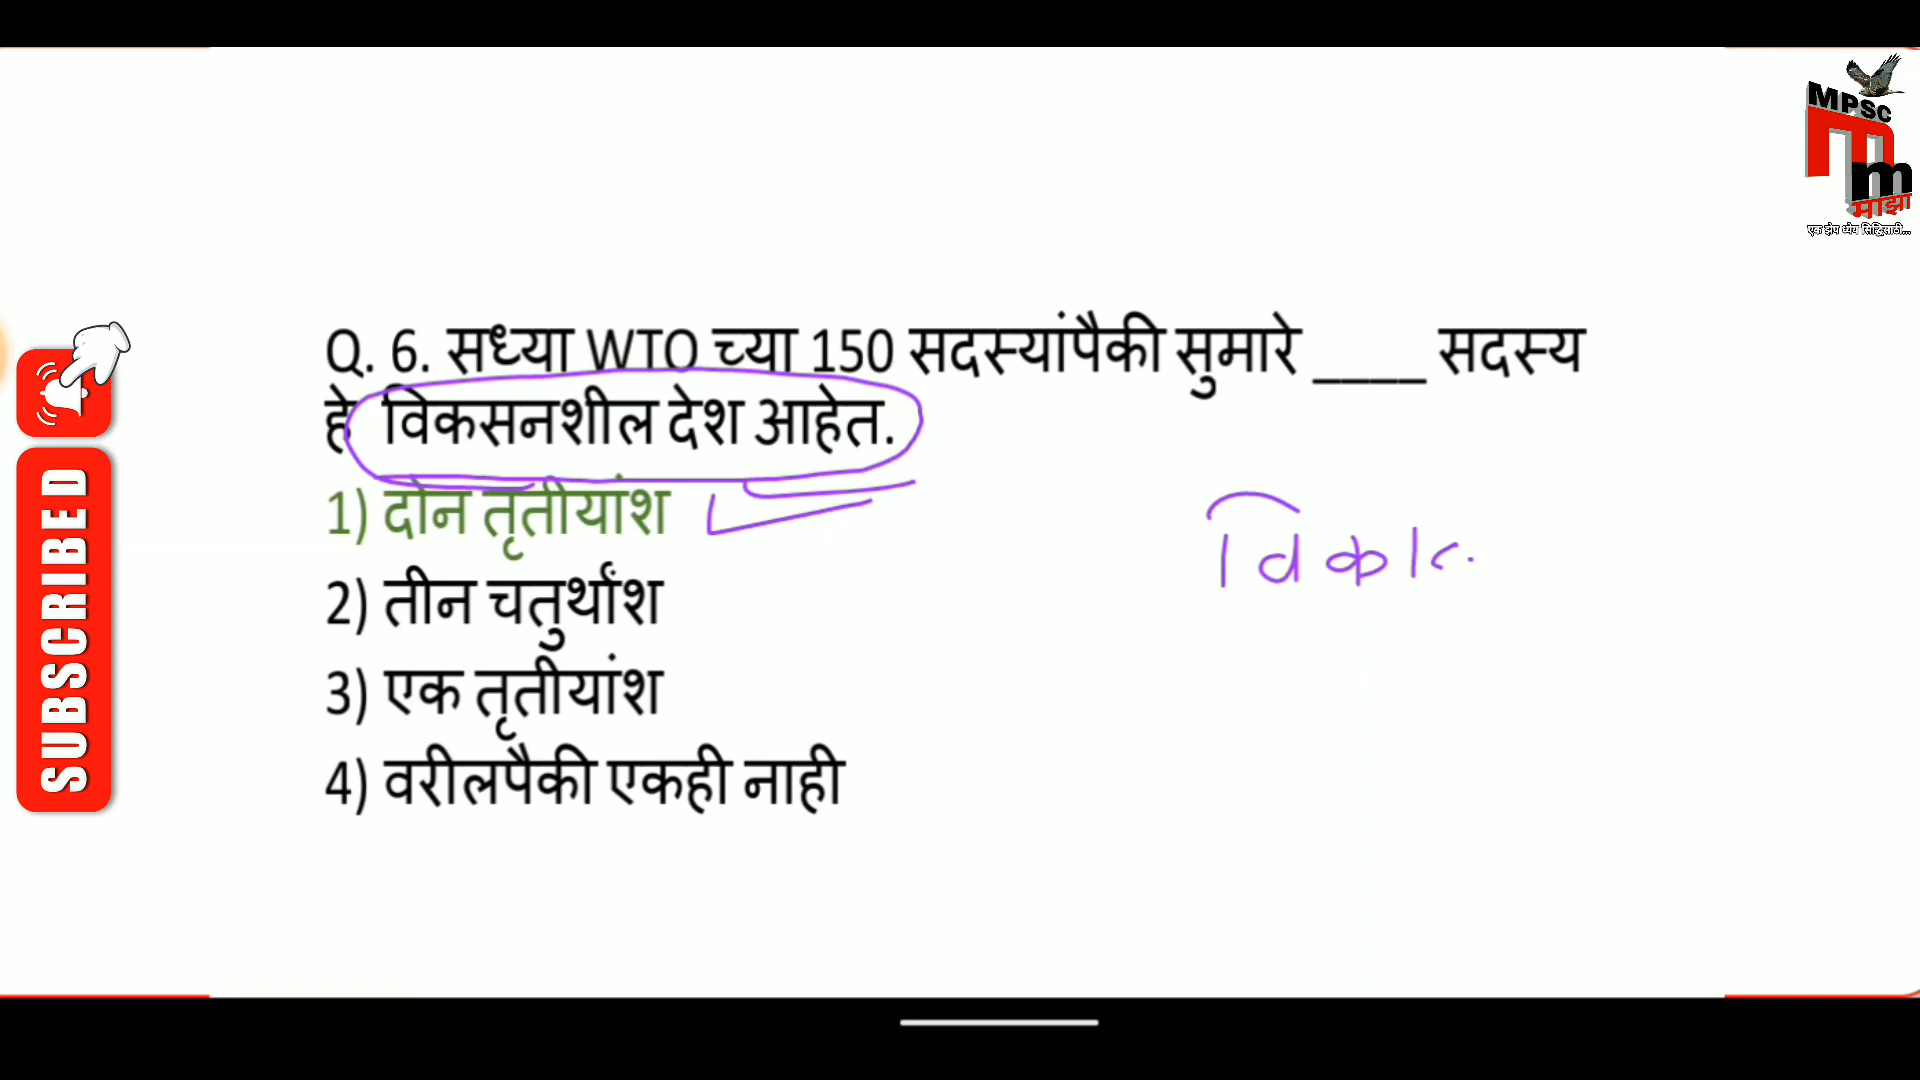 MPSC
माझा
एक झेप ध्येय सिद्धिसाठी...
Q. 6. सध्या WTO च्या 150 सदस्यांपैकी सुमारे ____ सदस्य
हे विकसनशील देश आहेत.
1) दोन तृतीयांश
2) तीन चतुर्थांश
3) एक तृतीयांश
4) वरीलपैकी एकही नाही
SUBSCRIBED